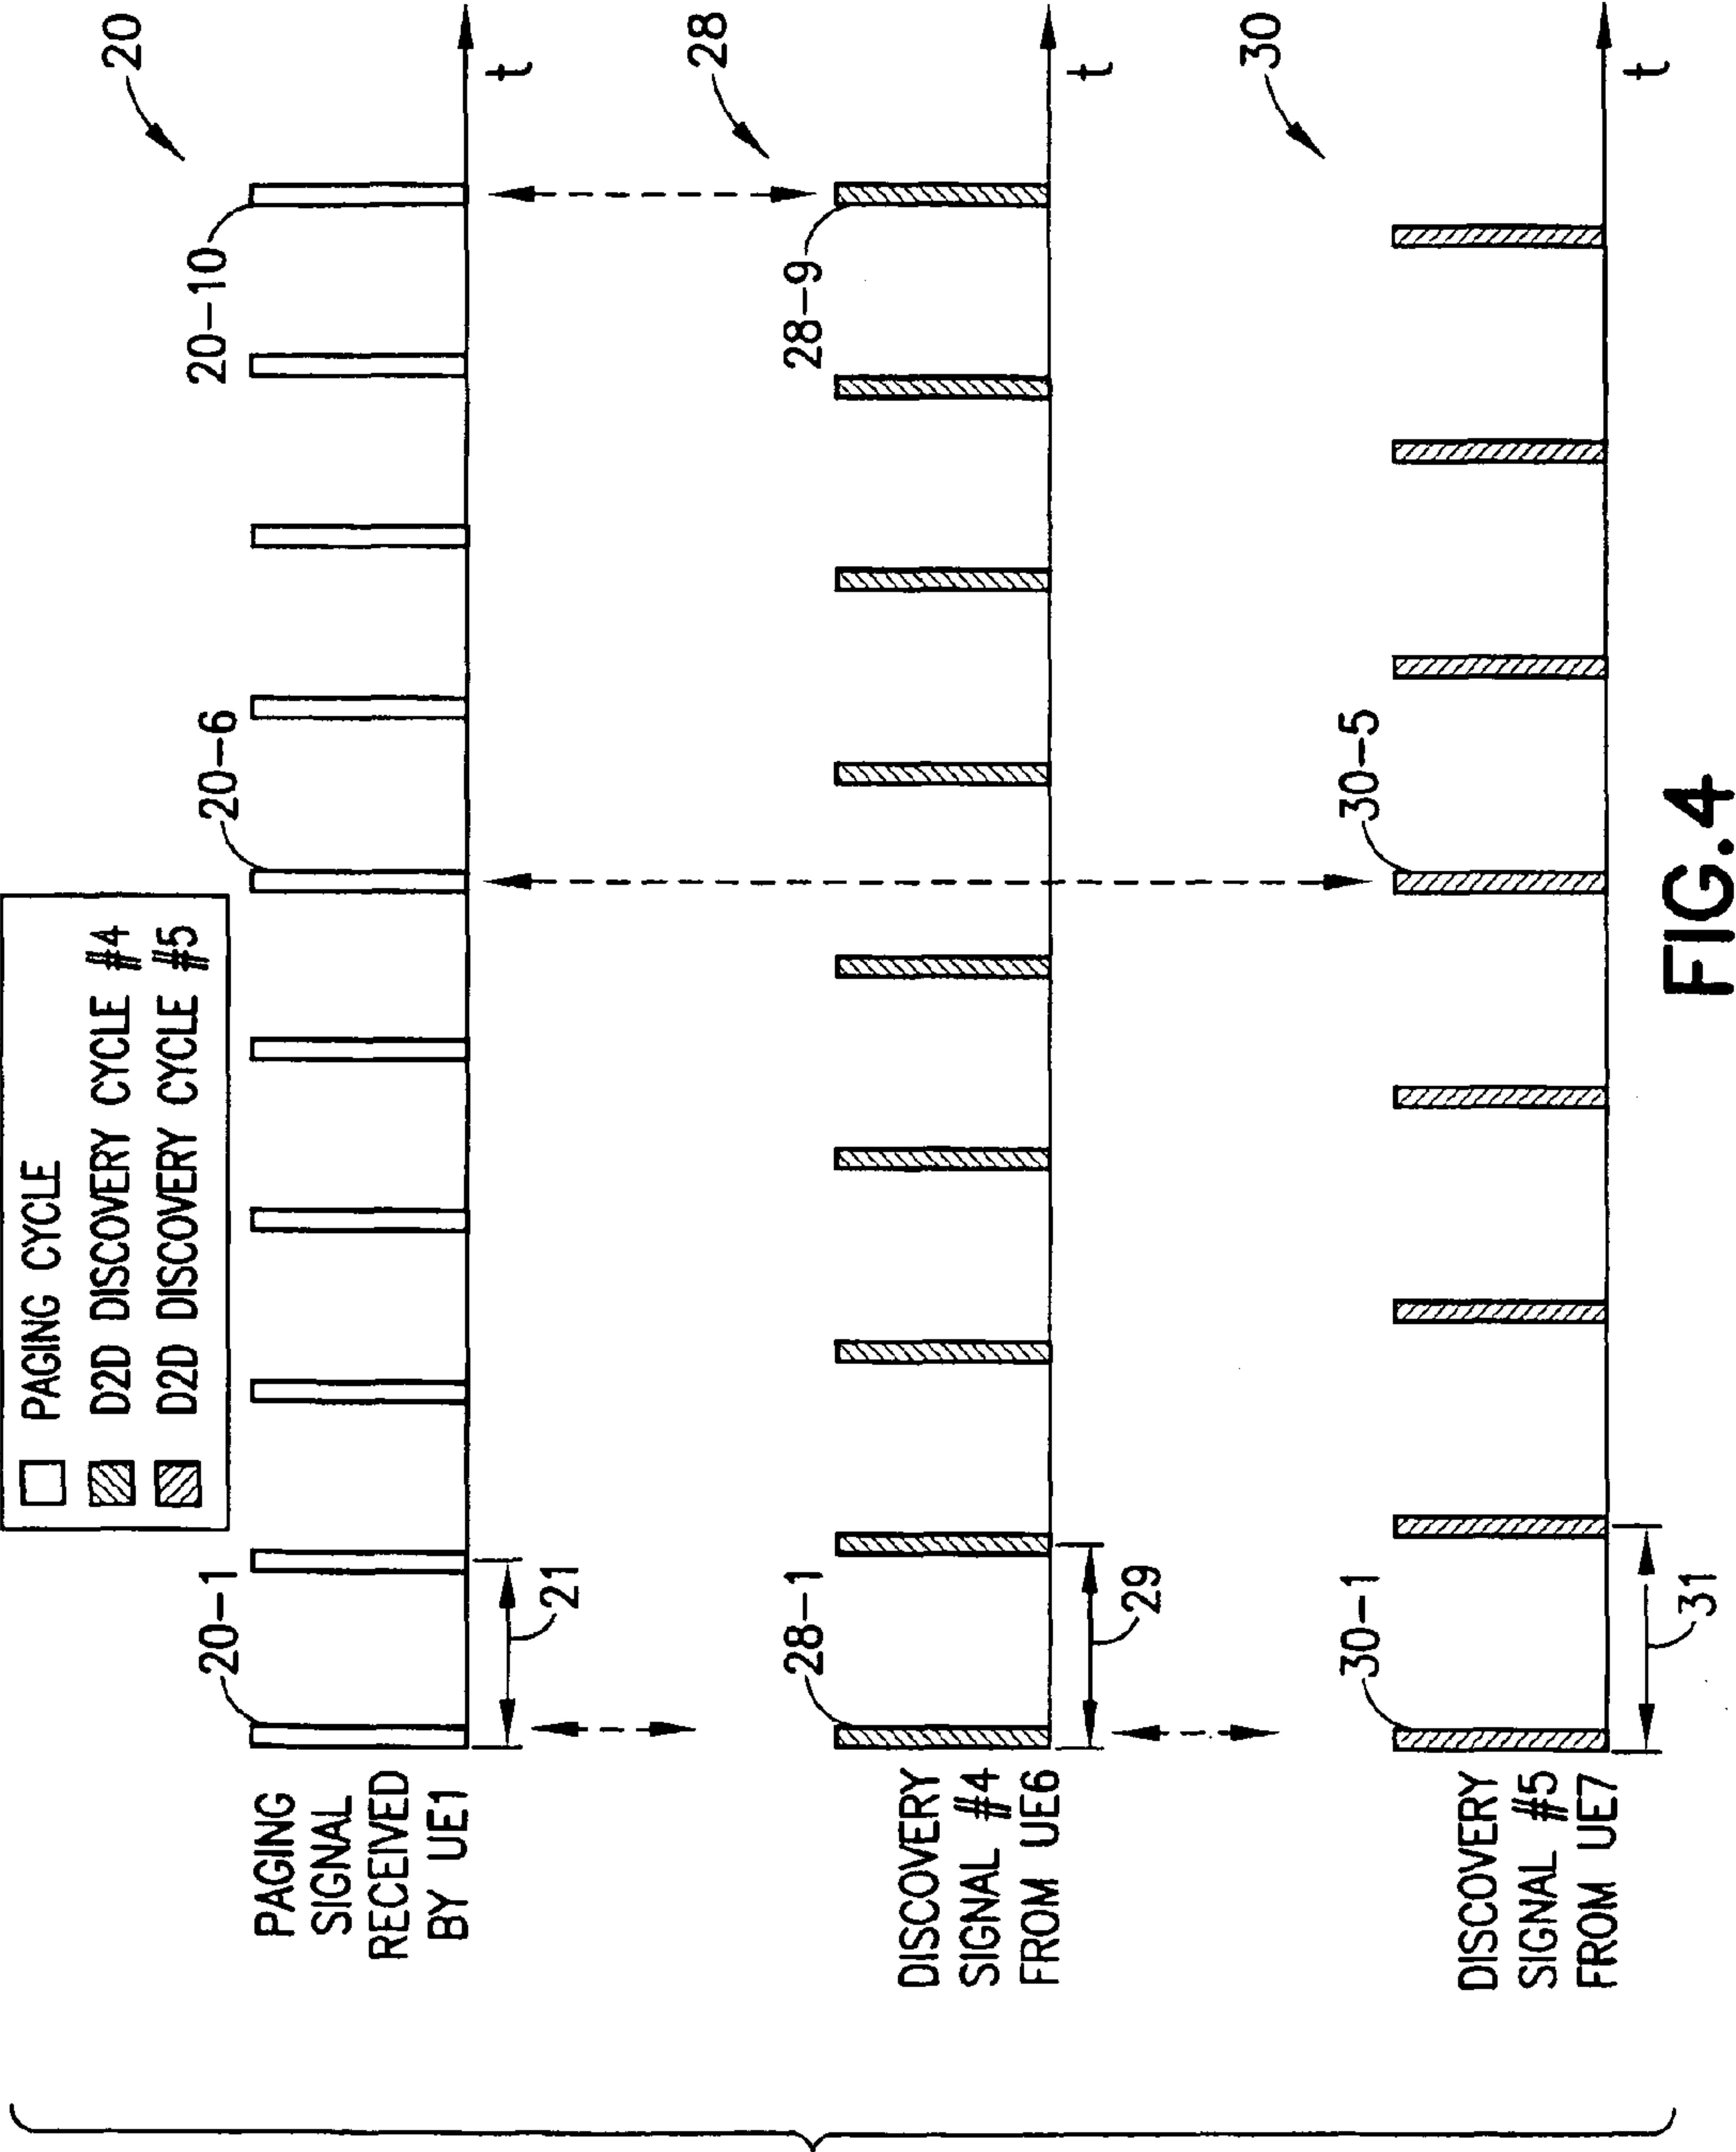 PAGING CYCLE
D2D DISCOVERY CYCLE #4
D2D DISCOVERY CYCLE #5
PAGING
SIGNAL
RECEIVED
BY UE1
20-1
20-6
20-10
20
21
t
DISCOVERY
SIGNAL #4
FROM UE6
28-1
28-9
28
29
t
DISCOVERY
SIGNAL #5
FROM UE7
30-1
30-5
30
31
t
FIG.4